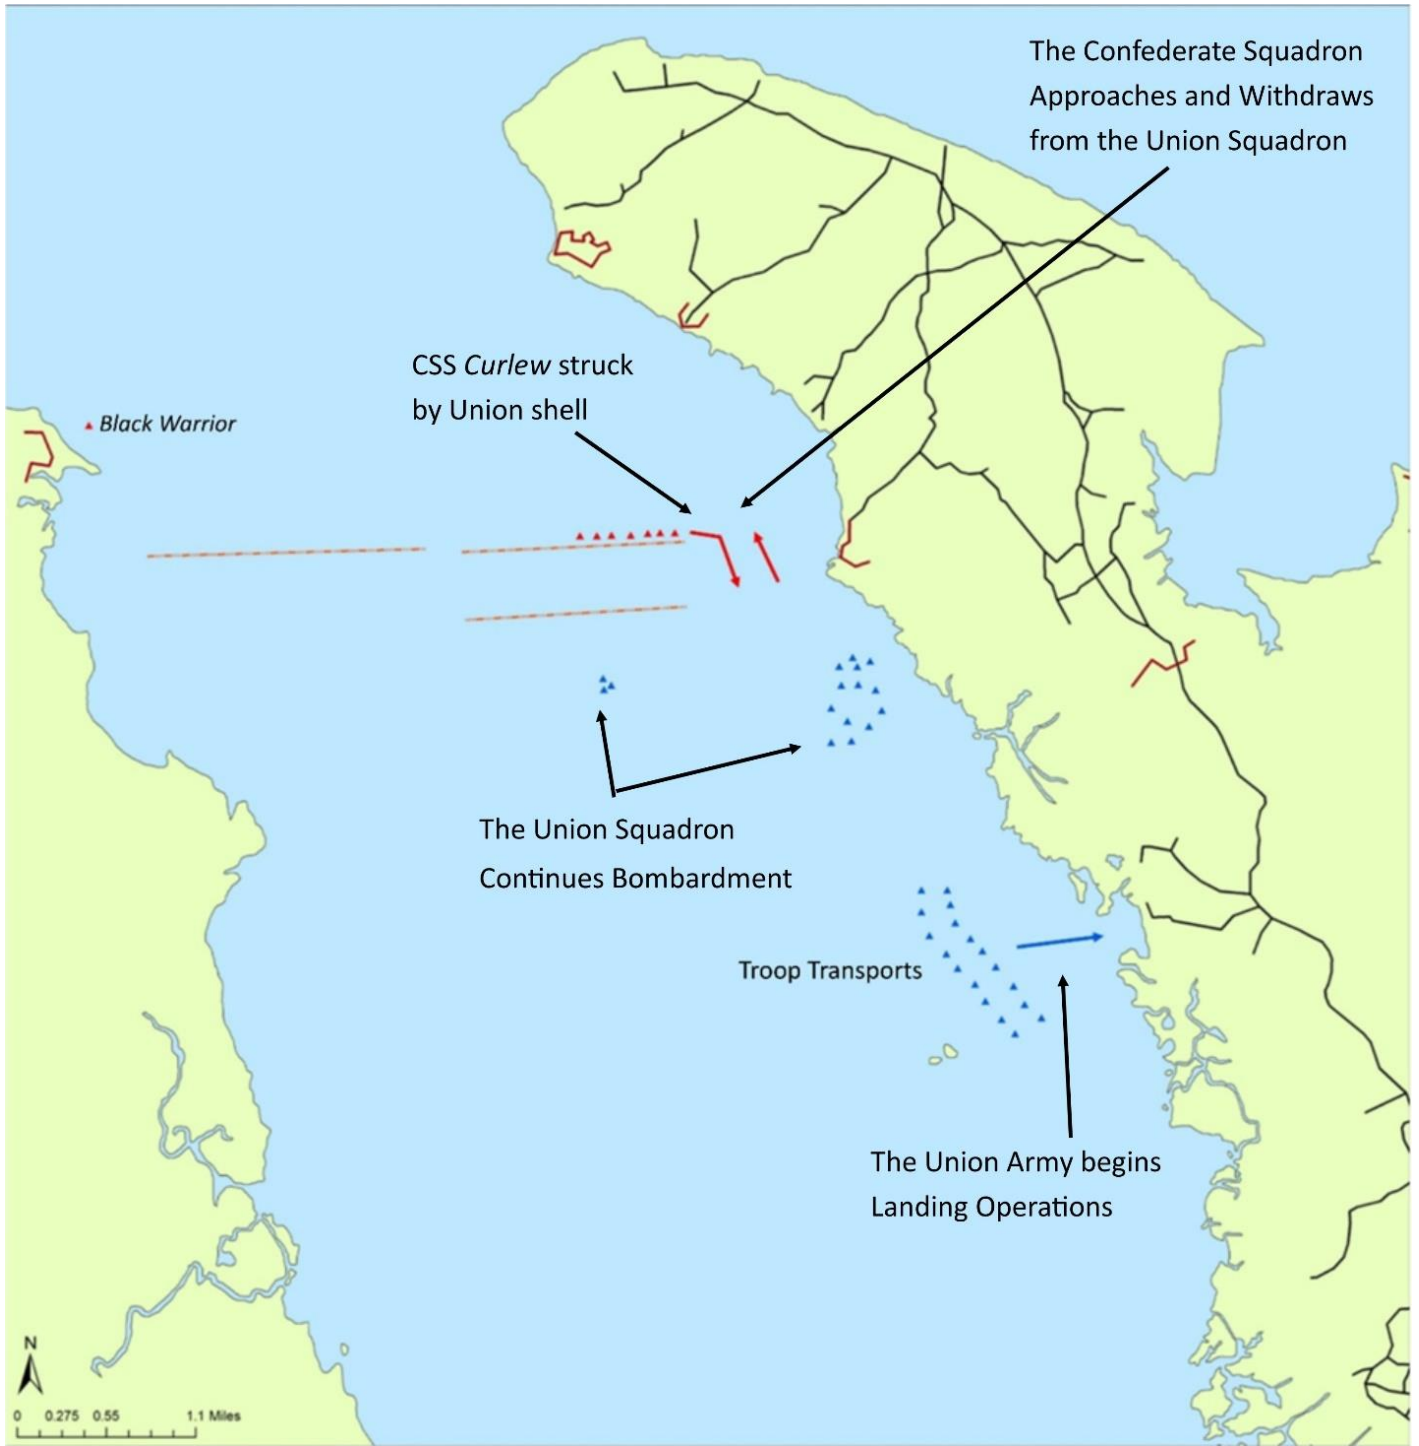 The Confederate Squadron
Approaches and Withdraws
from the Union Squadron
CSS Curlew struck
by Union shell
Black Warrior
The Union Squadron
Continues Bombardment
Troop Transports
The Union Army begins
Landing Operations
N
0 0.275 0.55 1.1 Miles